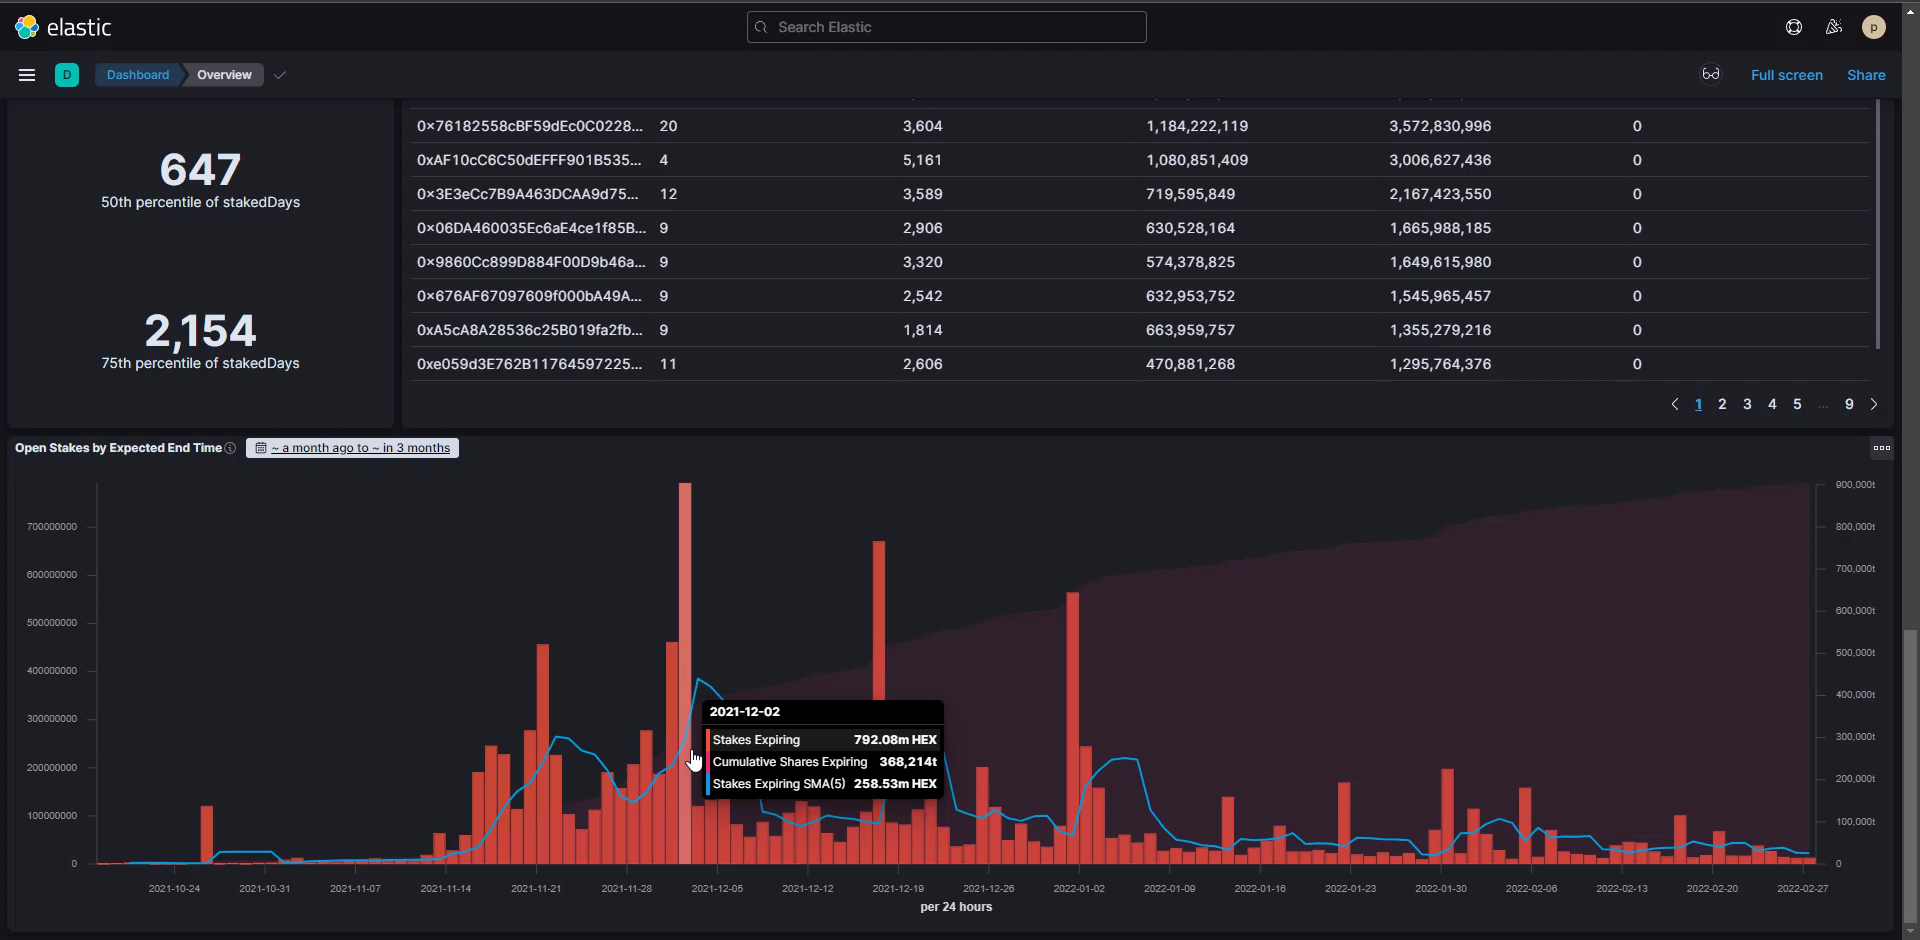 elastic
Search Elastic
p
D
Dashboard
Overview
Full screen
Share
647
50th percentile of stakedDays
2,154
75th percentile of stakedDays
0×76182558cBF59dEc0C0228... 20 3,604 1,184,222,119 3,572,830,996 0
0xAF10cC6C50dEFFF901B535... 4 5,161 1,080,851,409 3,006,627,436 0
0×3E3eCc7B9A463DCAA9d75... 12 3,589 719,595,849 2,167,423,550 0
0×06DA460035Ec6aE4ce1f85B... 9 2,906 630,528,164 1,665,988,185 0
0×9860Cc899D884F00D9b46a... 9 3,320 574,378,825 1,649,615,980 0
0×676AF67097609f000bA49A... 9 2,542 632,953,752 1,545,965,457 0
0xA5cA8A28536c25B019fa2fb... 9 1,814 663,959,757 1,355,279,216 0
0xe059d3E762B11764597225... 11 2,606 470,881,268 1,295,764,376 0
1 2 3 4 5 ... 9
Open Stakes by Expected End Time
~ a month ago to ~ in 3 months
700000000
600000000
500000000
400000000
300000000
200000000
100000000
0
900,000t
800,000t
700,000t
600,000t
500,000t
400,000t
300,000t
200,000t
100,000t
0
2021-12-02
Stakes Expiring 792.08m HEX
Cumulative Shares Expiring 368,214t
Stakes Expiring SMA(5) 258.53m HEX
2021-10-24 2021-10-31 2021-11-07 2021-11-14 2021-11-21 2021-11-28 2021-12-05 2021-12-12 2021-12-19 2021-12-26 2022-01-02 2022-01-09 2022-01-16 2022-01-23 2022-01-30 2022-02-06 2022-02-13 2022-02-20 2022-02-27
per 24 hours